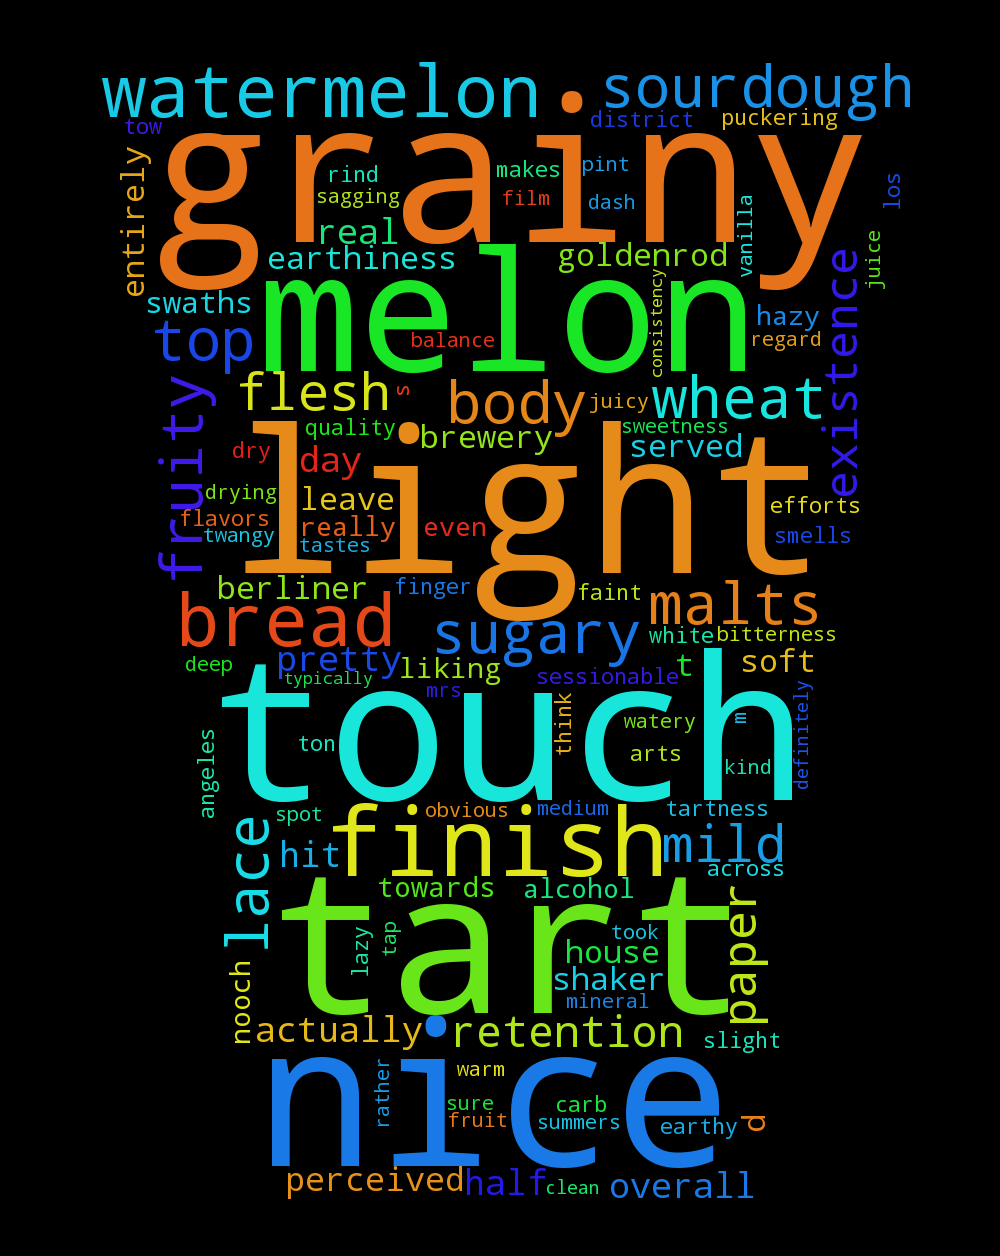 watermelon
sourdough
tow
district
puckering
grainy
entirely
rind
makes
pint
sagging
film
dash
los
real
vanilla
earthiness
goldenrod
juice
swaths
melon
consistency
hazy
top
balance
regard
existence
fruity
flesh
s
body
juicy
wheat
quality
brewery
sweetness
served
dry
day
light
drying
leave
efforts
flavors
really
even
twangy
tastes
smells
berliner
finger
faint
bread
malts
sugary
white
bitterness
deep
pretty
liking
t
soft
typically
sessionable
mrs
touch
think
watery
m
definitely
angeles
ton
arts
kind
spot
obvious
medium
tartness
lace
hit
finish
mild
across
towards
alcohol
paper
tart
lazy
tap
took
house
shaker
nooch
mineral
actually
retention
slight
nice
rather
warm
sure
carb
fruit
summers
earthy
d
perceived
half
clean
overall